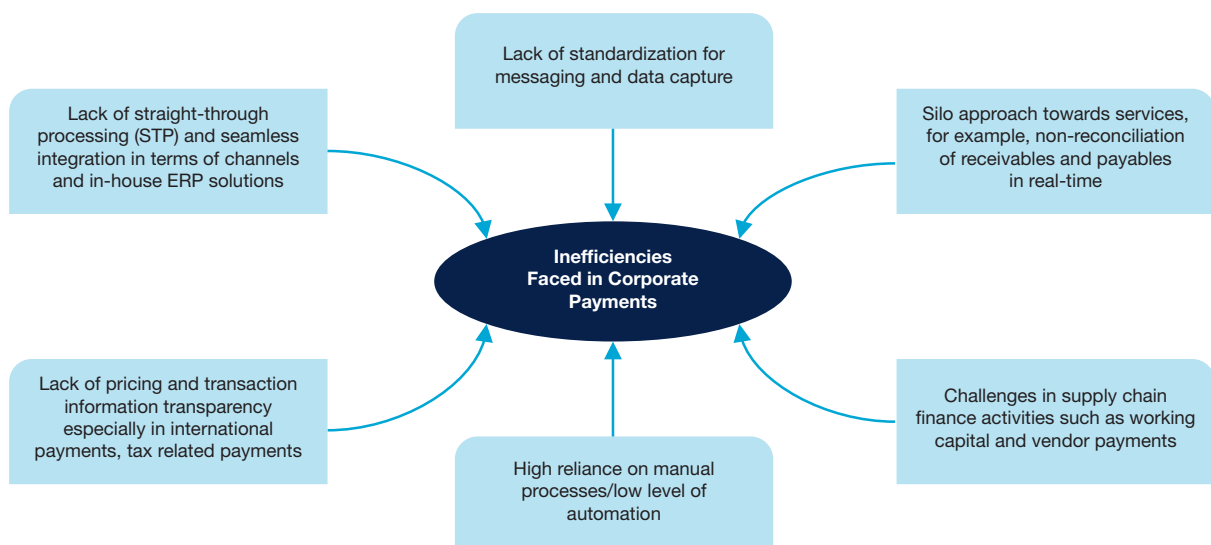 Lack of standardization for
messaging and data capture
Lack of straight-through
processing (STP) and seamless
integration in terms of channels
and in-house ERP solutions
Silo approach towards services,
for example, non-reconciliation
of receivables and payables
in real-time
Inefficiencies
Faced in Corporate
Payments
Lack of pricing and transaction
information transparency
especially in international
payments, tax related payments
High reliance on manual
processes/low level of
automation
Challenges in supply chain
finance activities such as working
capital and vendor payments